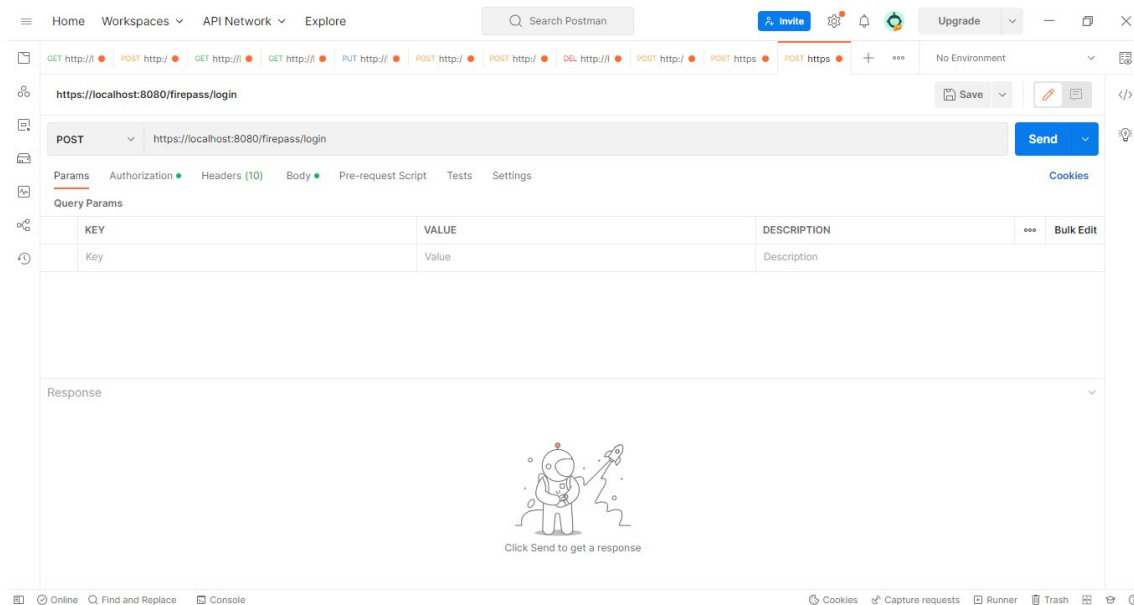 Home Workspaces API Network Explore Search Postman Invite Upgrade
GET http://l POST http:/ GET http://l GET http://l PUT http://l POST http:/ POST http:/ DEL http://l POST http:/ POST https POST https No Environment
https://localhost:8080/firepass/login Save
POST https://localhost:8080/firepass/login Send
Params Authorization Headers (10) Body Pre-request Script Tests Settings Cookies
Query Params
KEY VALUE DESCRIPTION Bulk Edit
Key Value Description
Response
Click Send to get a response
Online Find and Replace Console Cookies Capture requests Runner Trash